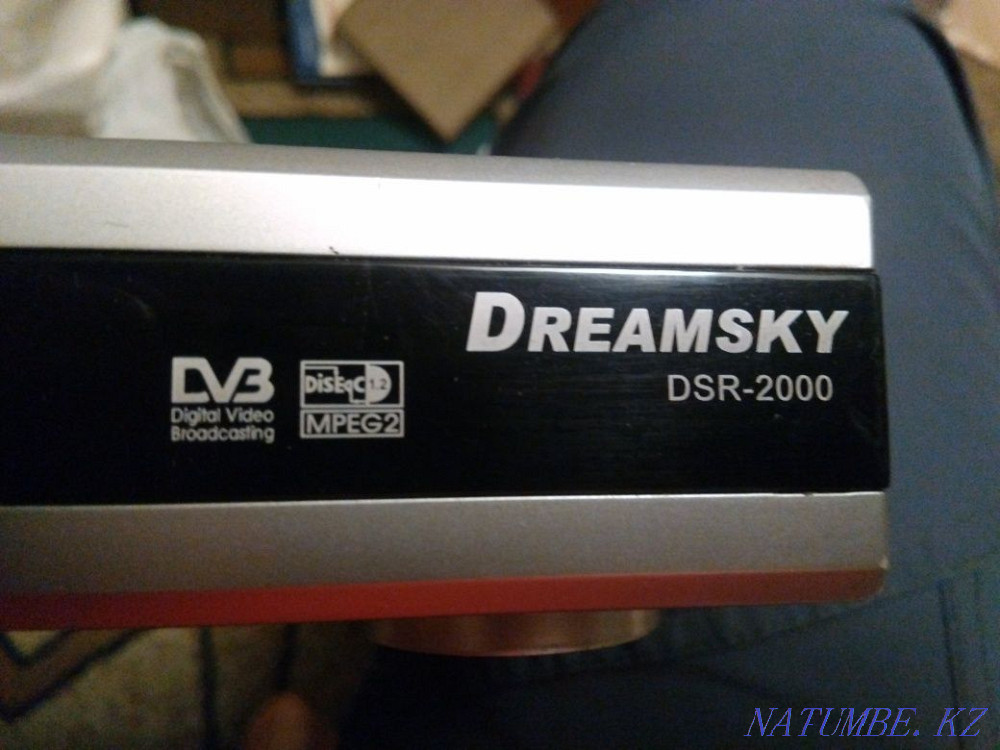 DREAMSKY
DSR-2000
DVB
Digital Video
Broadcasting
DiSEqC 1.2
MPEG2
NATUMBE.KZ